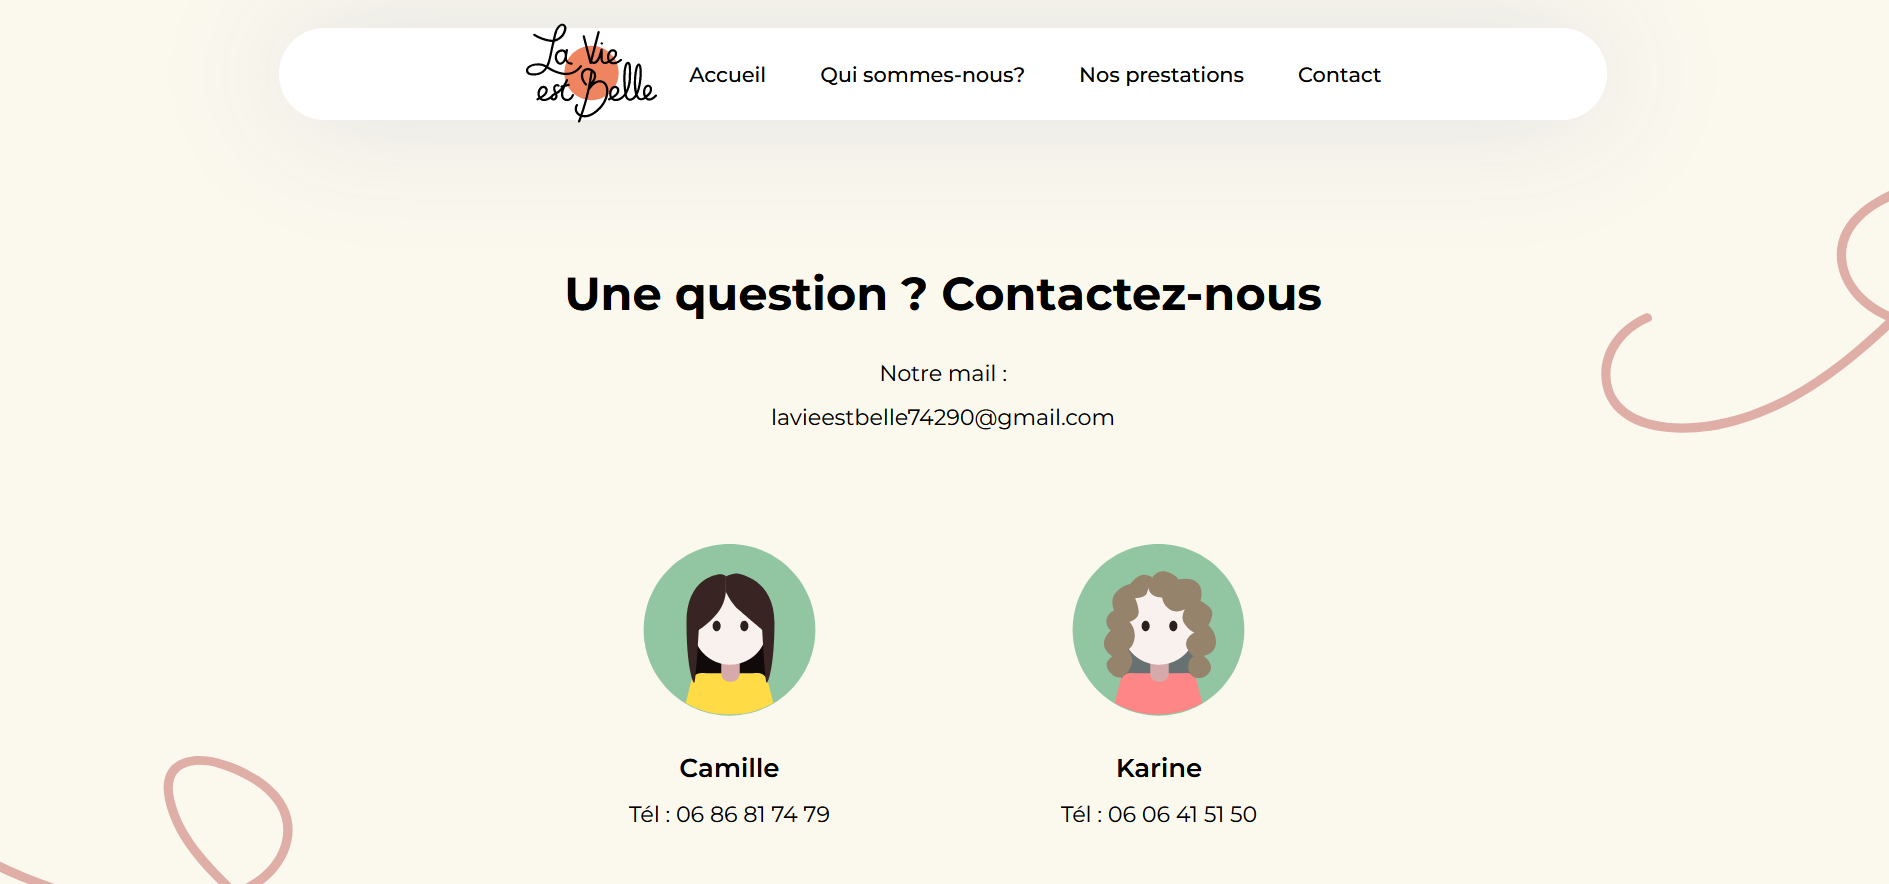 La Vie
est Belle
Accueil Qui sommes-nous? Nos prestations Contact
Une question ? Contactez-nous
Notre mail :
lavieestbelle74290@gmail.com
Camille
Tél : 06 86 81 74 79
Karine
Tél : 06 06 41 51 50